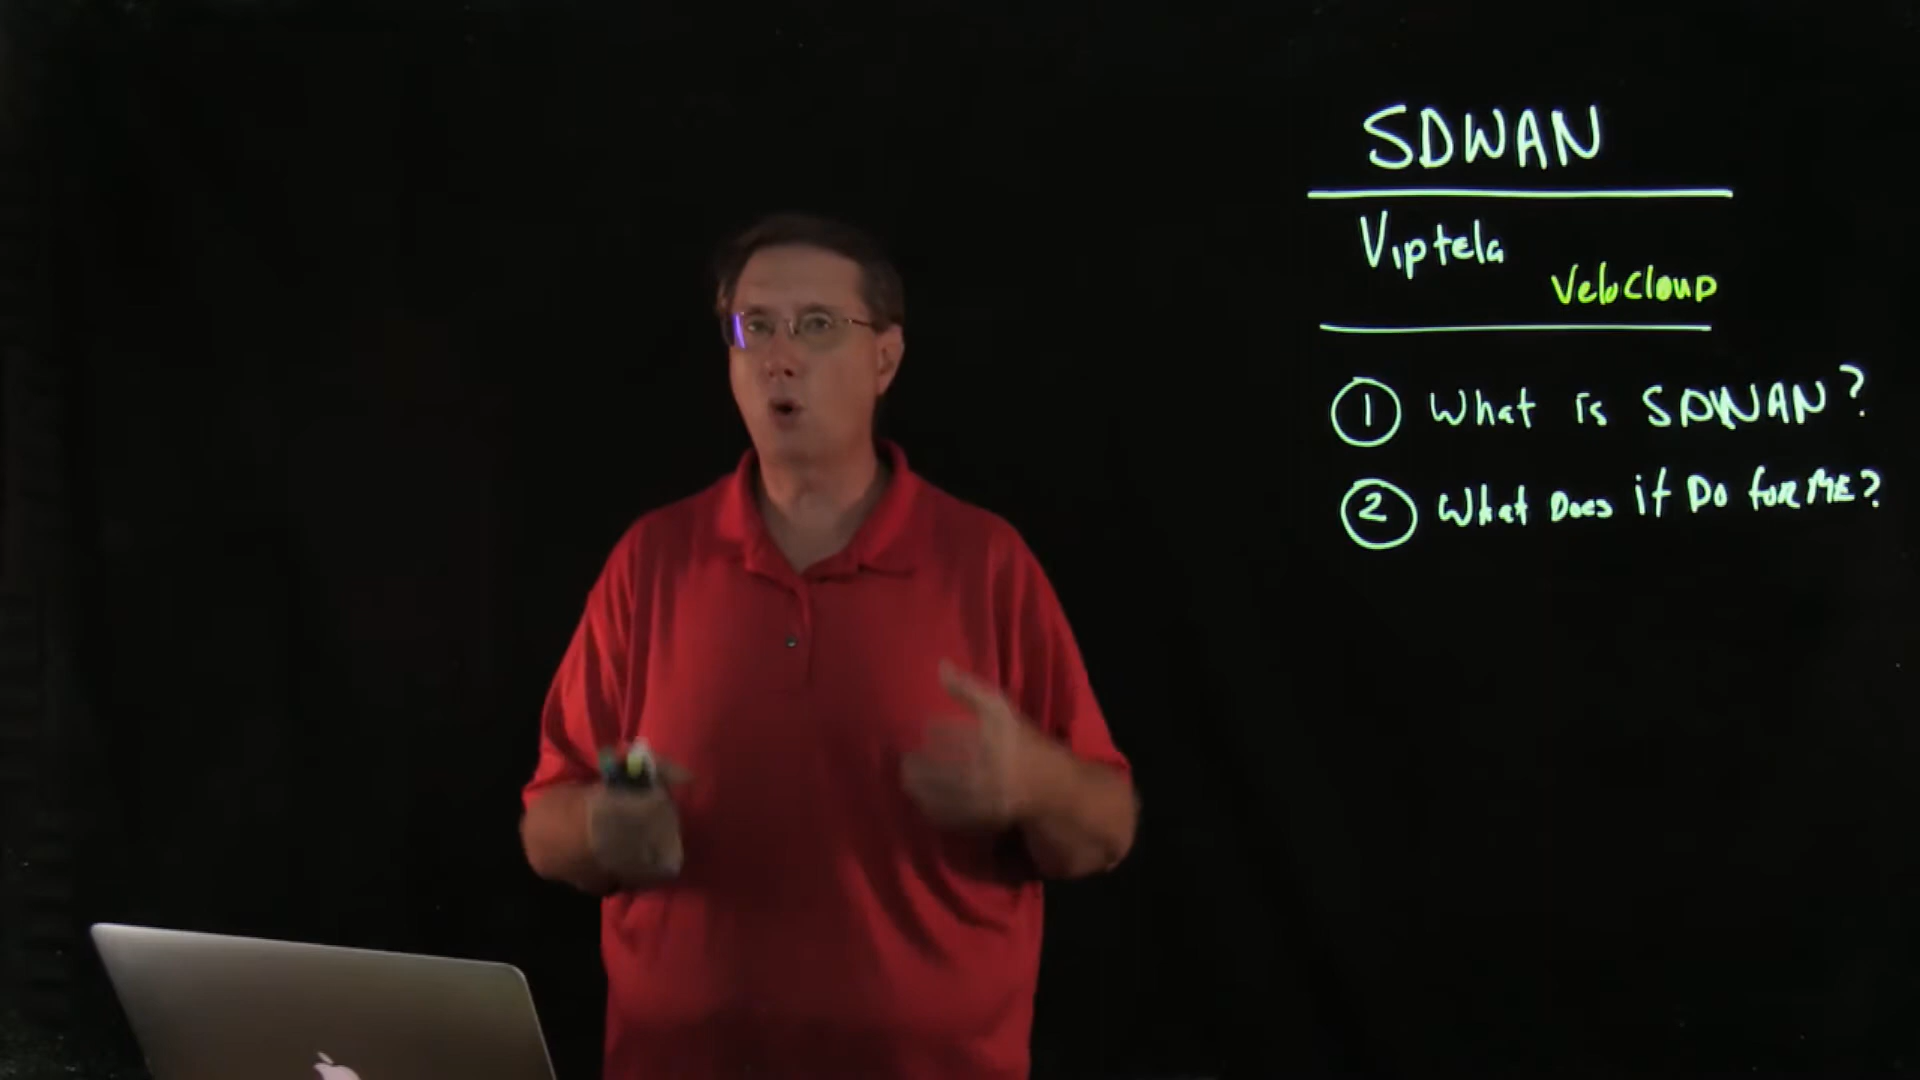 SDWAN
Viptela
VeloCloud
1 What is SDWAN?
2 What Does it Do for ME?